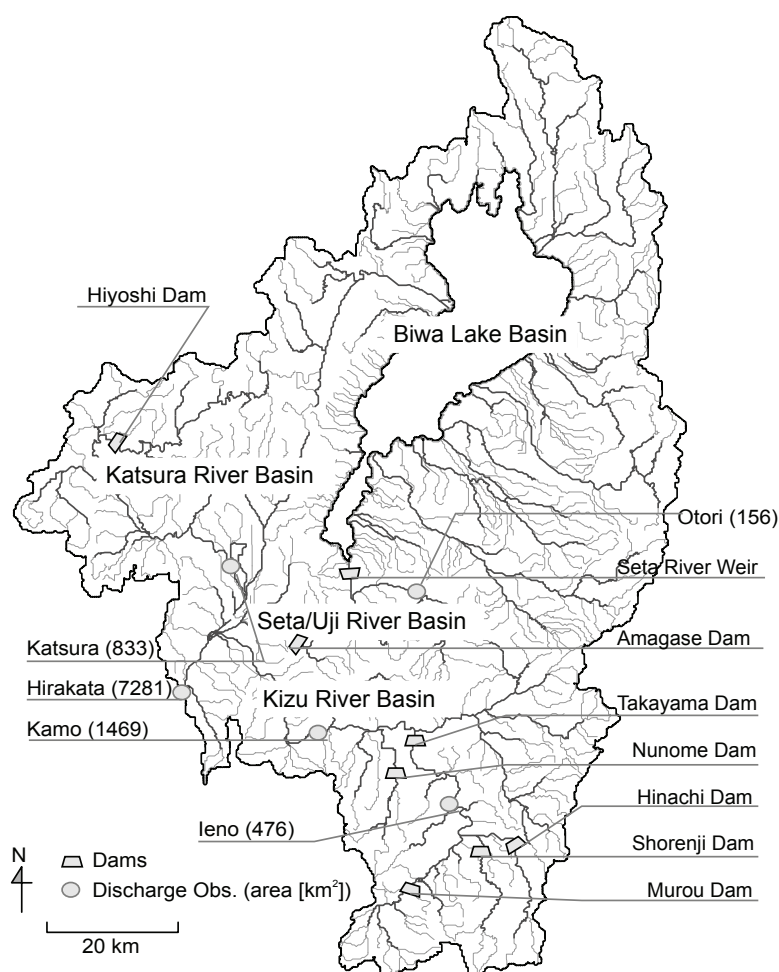 Hiyoshi Dam
Biwa Lake Basin
Katsura River Basin
Otori (156)
Seta River Weir
Seta/Uji River Basin
Amagase Dam
Katsura (833)
Hirakata (7281)
Kizu River Basin
Takayama Dam
Kamo (1469)
Nunome Dam
Hinachi Dam
Ieno (476)
Shorenji Dam
Murou Dam
N
Dams
Discharge Obs. (area [km²])
20 km